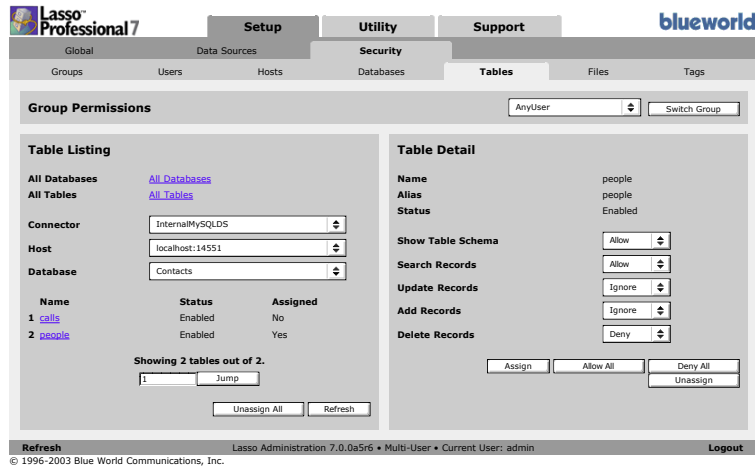 Lasso™
Professional 7
Setup Utility Support
blueworld
Global Data Sources Security
Groups Users Hosts Databases Tables Files Tags
Group Permissions AnyUser Switch Group
Table Listing
All Databases All Databases
All Tables All Tables
Connector InternalMySQLDS
Host localhost:14551
Database Contacts
Name Status Assigned
1 calls Enabled No
2 people Enabled Yes
Showing 2 tables out of 2.
1 Jump
Unassign All Refresh
Table Detail
Name people
Alias people
Status Enabled
Show Table Schema Allow
Search Records Allow
Update Records Ignore
Add Records Ignore
Delete Records Deny
Assign Allow All Deny All
Unassign
Refresh Lasso Administration 7.0.0a5r6 • Multi-User • Current User: admin Logout
© 1996-2003 Blue World Communications, Inc.